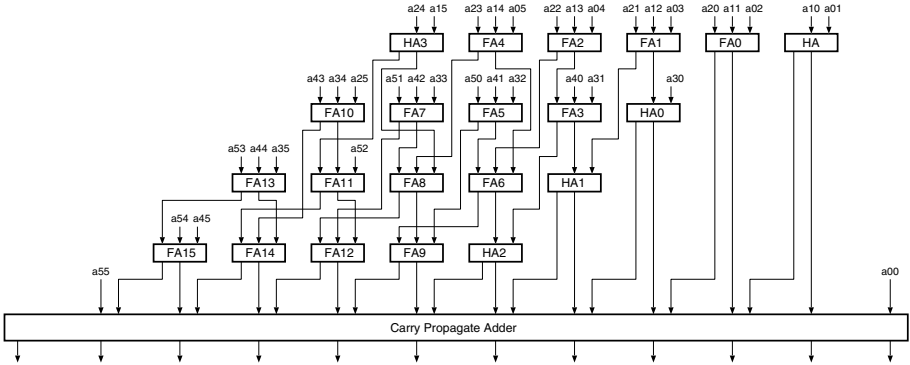 a24 a15 a23 a14 a05 a22 a13 a04 a21 a12 a03 a20 a11 a02 a10 a01
HA3 FA4 FA2 FA1 FA0 HA
a43 a34 a25 a51 a42 a33 a50 a41 a32 a40 a31 a30
FA10 FA7 FA5 FA3 HA0
a53 a44 a35 a52
FA13 FA11 FA8 FA6 HA1
a54 a45
FA15 FA14 FA12 FA9 HA2
a55 a00
Carry Propagate Adder